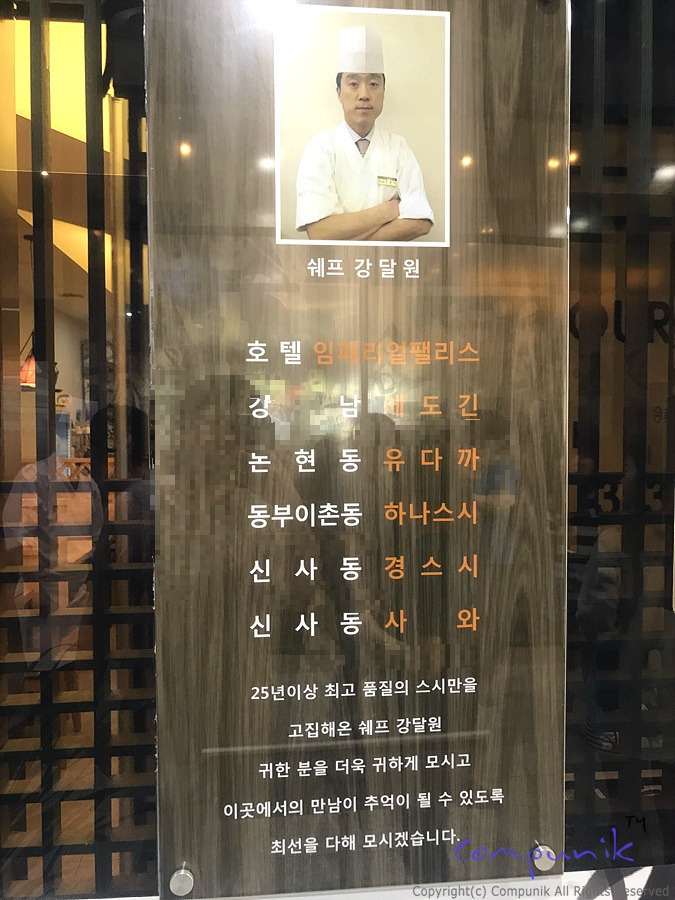 쉐프 강달원
호텔 임페리얼팰리스
강남 에도긴
논현동 유다까
동부이촌동 하나스시
신사동 경스시
신사동 사와
25년이상 최고 품질의 스시만을
고집해온 쉐프 강달원
귀한 분을 더욱 귀하게 모시고
이곳에서의 만남이 추억이 될 수 있도록
최선을 다해 모시겠습니다.
compunik TM
Copyright(c) Compunik All Rights Reserved